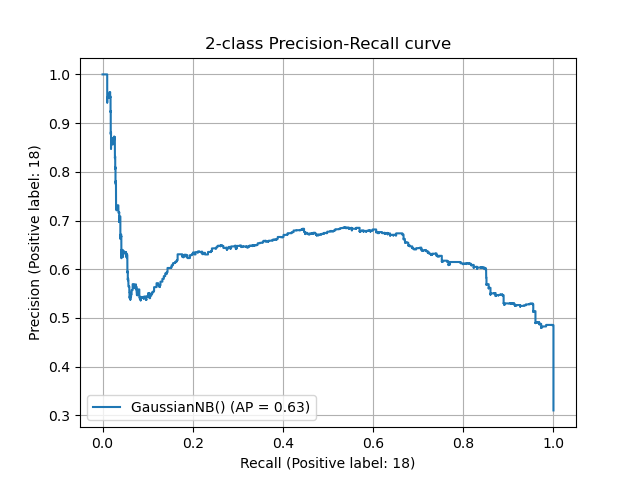 2-class Precision-Recall curve
1.0
0.9
0.8
0.7
0.6
0.5
0.4
0.3
Precision (Positive label: 18)
GaussianNB() (AP = 0.63)
0.0 0.2 0.4 0.6 0.8 1.0
Recall (Positive label: 18)